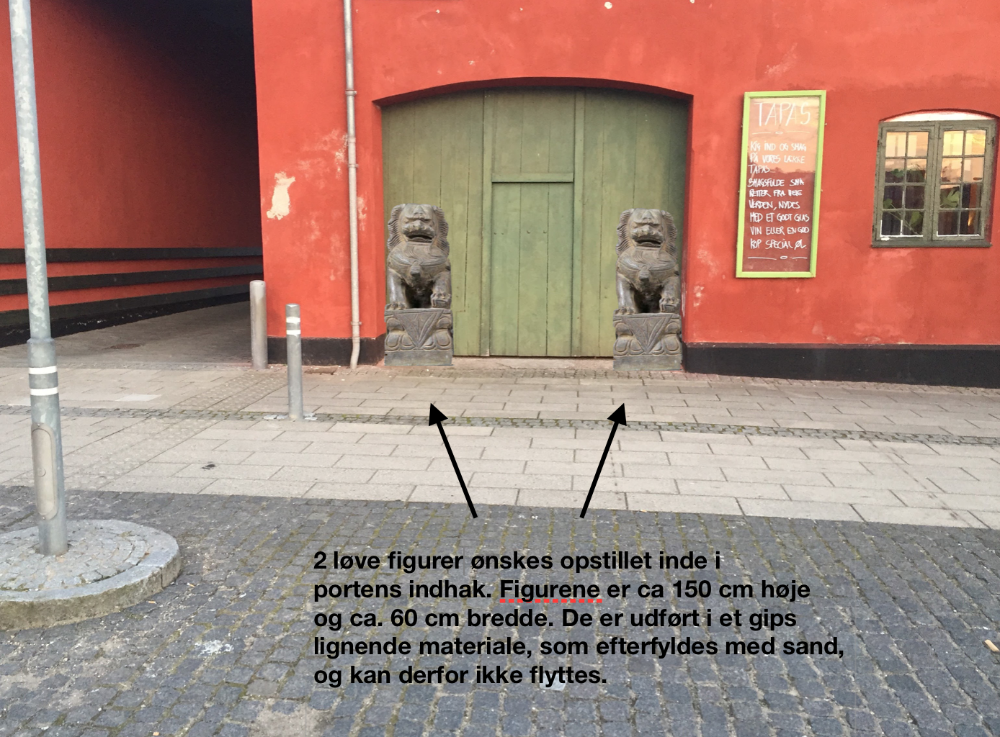 TAPAS
KIG IND OG SMAG
PÅ VORES LÆKRE
TAPAS
SMAGSFULDE SMÅ
RETTER FRA HELE
VERDEN, NYDES
MED ET GODT GLAS
VIN ELLER EN GOD
KOP SPECIAL ØL
2 løve figurer ønskes opstillet inde i
portens indhak. Figurene er ca 150 cm høje
og ca. 60 cm bredde. De er udført i et gips
lignende materiale, som efterfyldes med sand,
og kan derfor ikke flyttes.